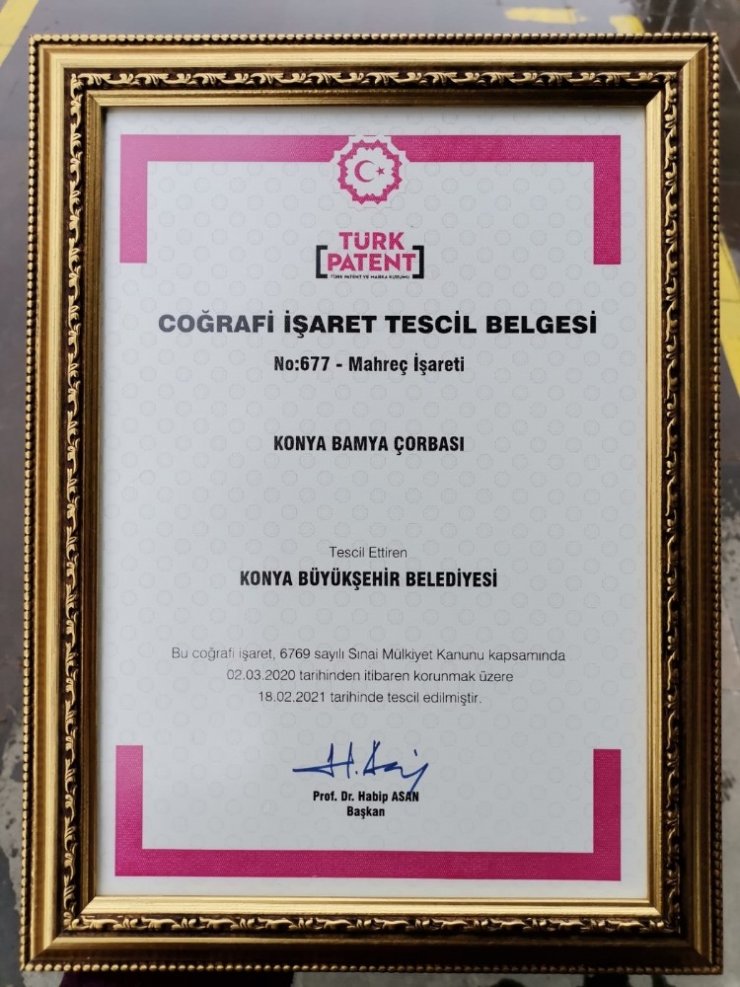 TÜRK
PATENT
TÜRK PATENT VE MARKA KURUMU
COĞRAFİ İŞARET TESCİL BELGESİ
No:677 - Mahreç İşareti
KONYA BAMYA ÇORBASI
Tescil Ettiren
KONYA BÜYÜKŞEHİR BELEDİYESİ
Bu coğrafi işaret, 6769 sayılı Sınai Mülkiyet Kanunu kapsamında
02.03.2020 tarihinden itibaren korunmak üzere
18.02.2021 tarihinde tescil edilmiştir.
Prof. Dr. Habip ASAN
Başkan